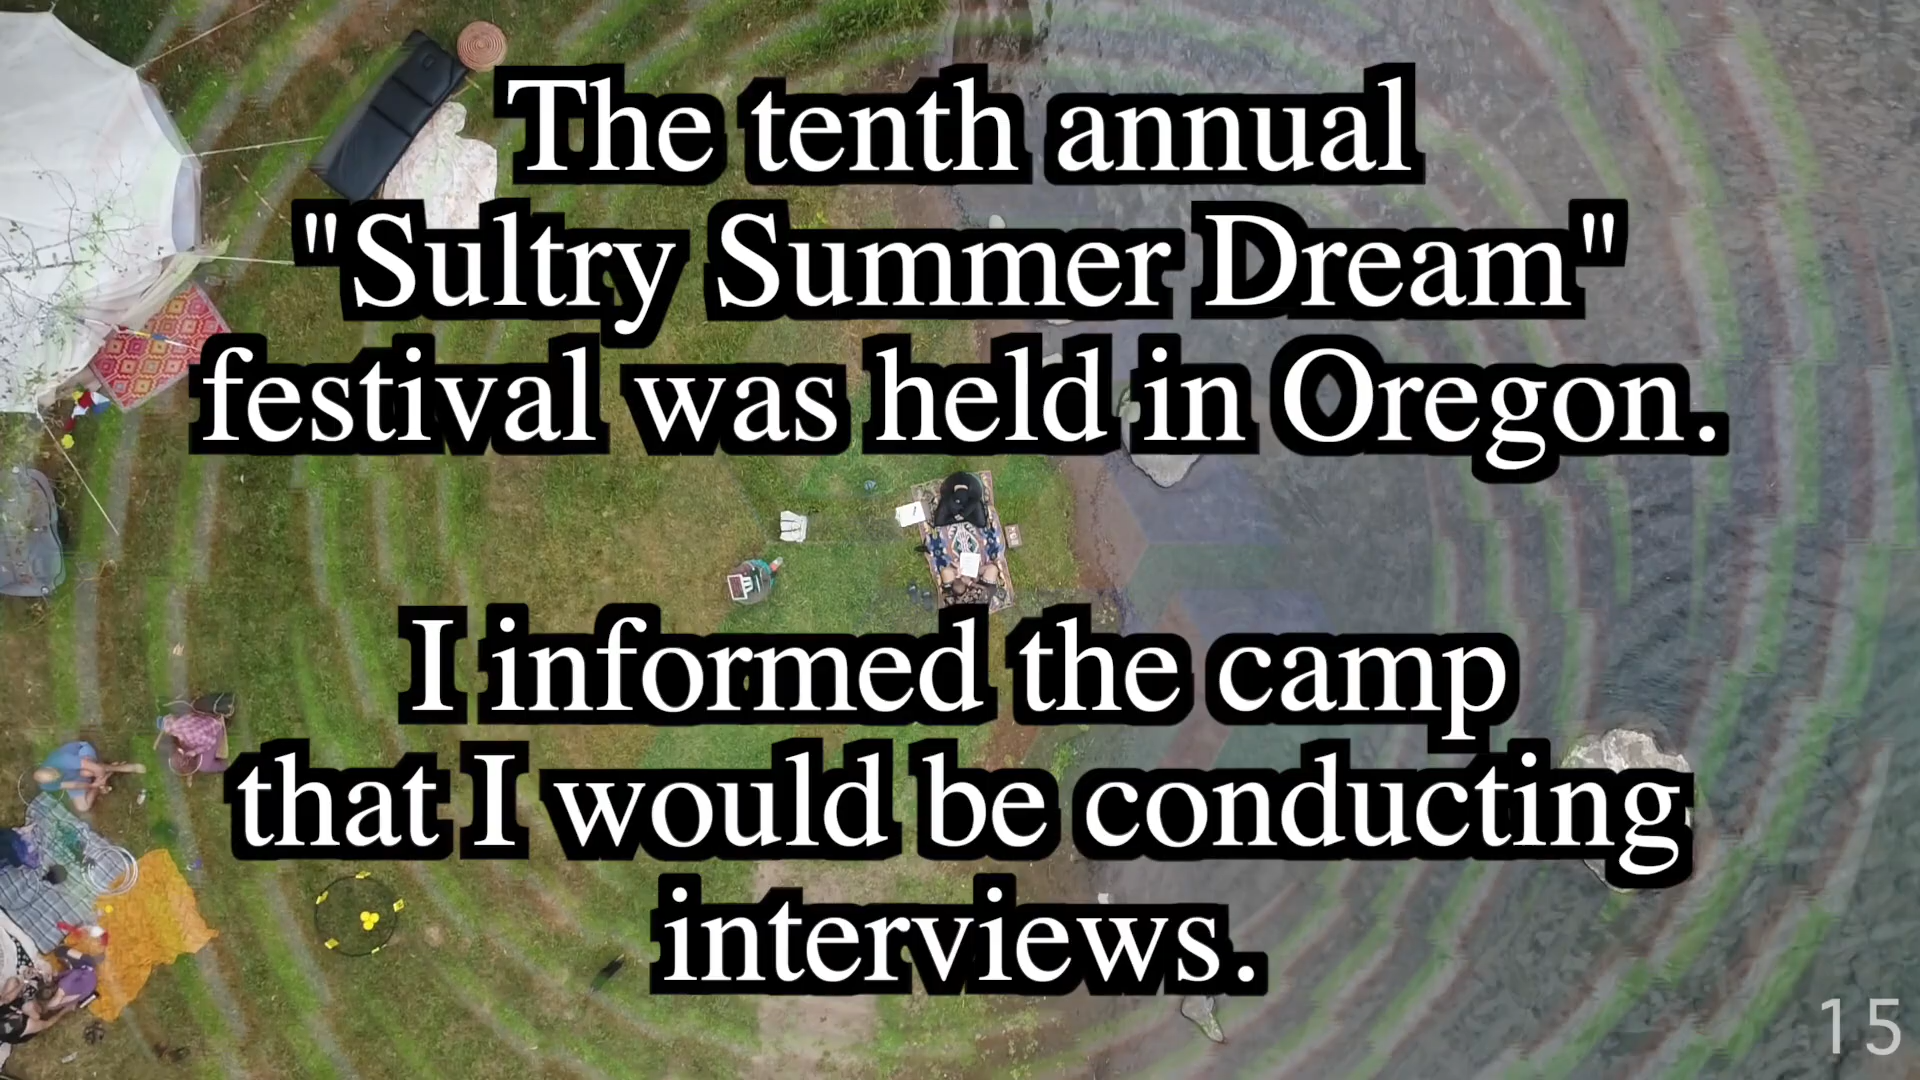 The tenth annual
"Sultry Summer Dream"
festival was held in Oregon.
I informed the camp
that I would be conducting
interviews.
15